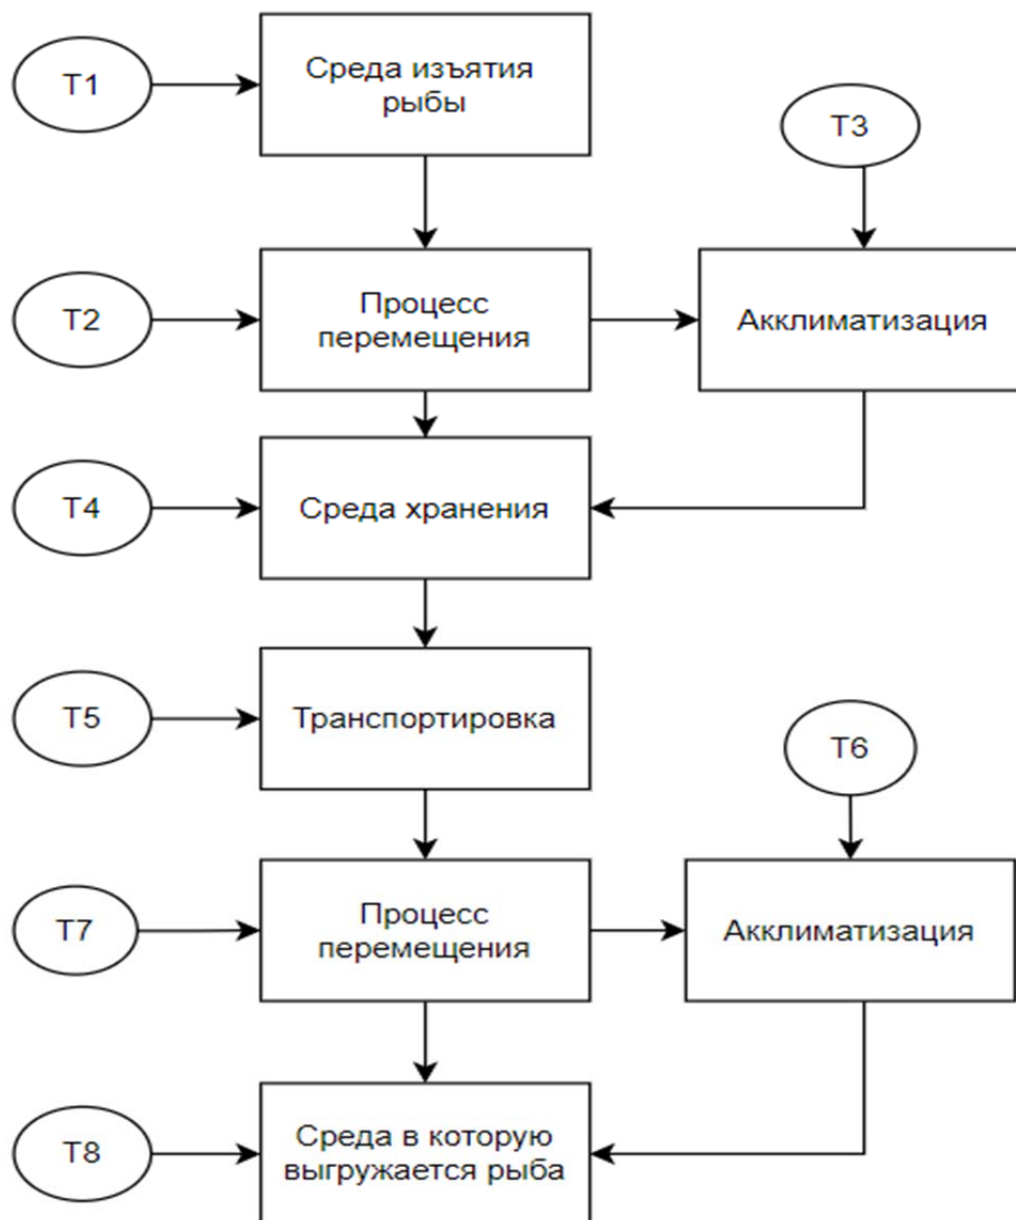 T1
Среда изъятия
рыбы
T3
T2
Процесс
перемещения
Акклиматизация
T4
Среда хранения
T5
Транспортировка
T6
T7
Процесс
перемещения
Акклиматизация
T8
Среда в которую
выгружается рыба